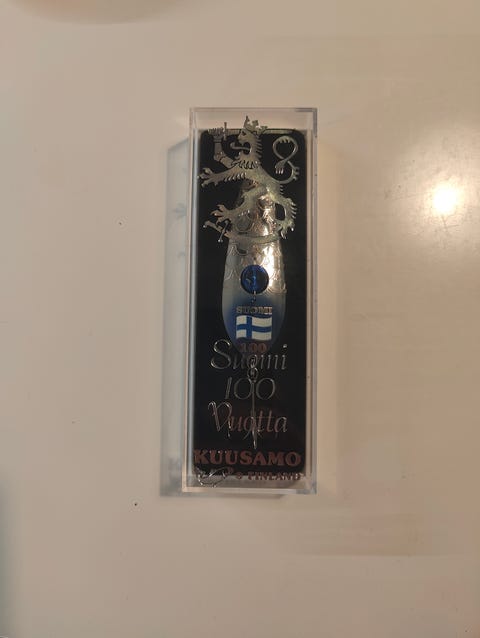 SUOMI
100
Suomi
100
Vuotta
KUUSAMO
FINLAND